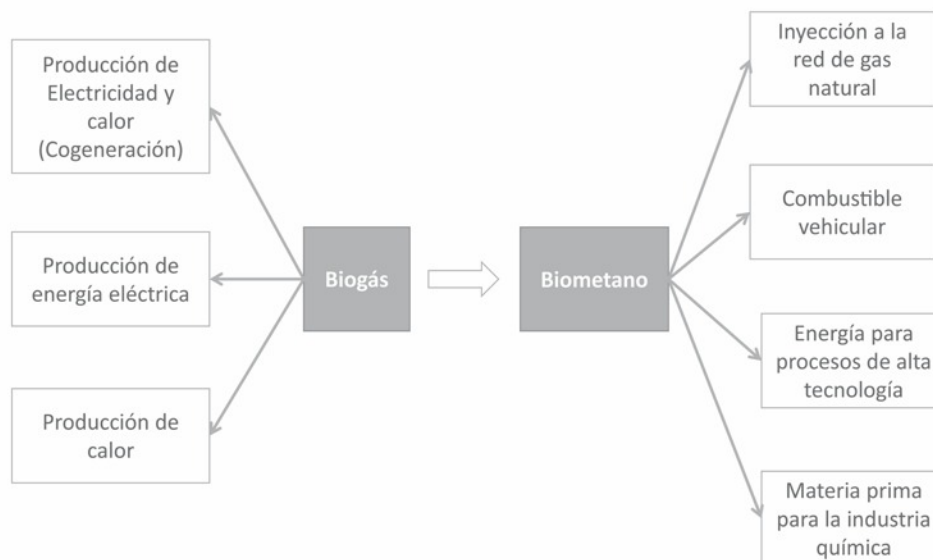 Producción de
Electricidad y
calor
(Cogeneración)
Producción de
energía eléctrica
Producción de
calor
Biogás
Biometano
Inyección a la
red de gas
natural
Combustible
vehicular
Energía para
procesos de alta
tecnología
Materia prima
para la industria
química